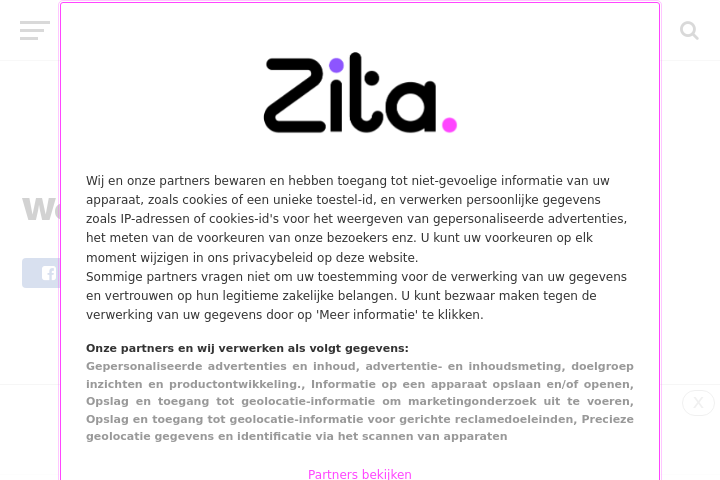 Zita.
Wij en onze partners bewaren en hebben toegang tot niet-gevoelige informatie van uw
apparaat, zoals cookies of een unieke toestel-id, en verwerken persoonlijke gegevens
zoals IP-adressen of cookies-id's voor het weergeven van gepersonaliseerde advertenties,
het meten van de voorkeuren van onze bezoekers enz. U kunt uw voorkeuren op elk
moment wijzigen in ons privacybeleid op deze website.
Sommige partners vragen niet om uw toestemming voor de verwerking van uw gegevens
en vertrouwen op hun legitieme zakelijke belangen. U kunt bezwaar maken tegen de
verwerking van uw gegevens door op 'Meer informatie' te klikken.
Onze partners en wij verwerken als volgt gegevens:
Gepersonaliseerde advertenties en inhoud, advertentie- en inhoudsmeting, doelgroep
inzichten en productontwikkeling., Informatie op een apparaat opslaan en/of openen,
Opslag en toegang tot geolocatie-informatie om marketingonderzoek uit te voeren,
Opslag en toegang tot geolocatie-informatie voor gerichte reclamedoeleinden, Precieze
geolocatie gegevens en identificatie via het scannen van apparaten
X
Partners bekijken